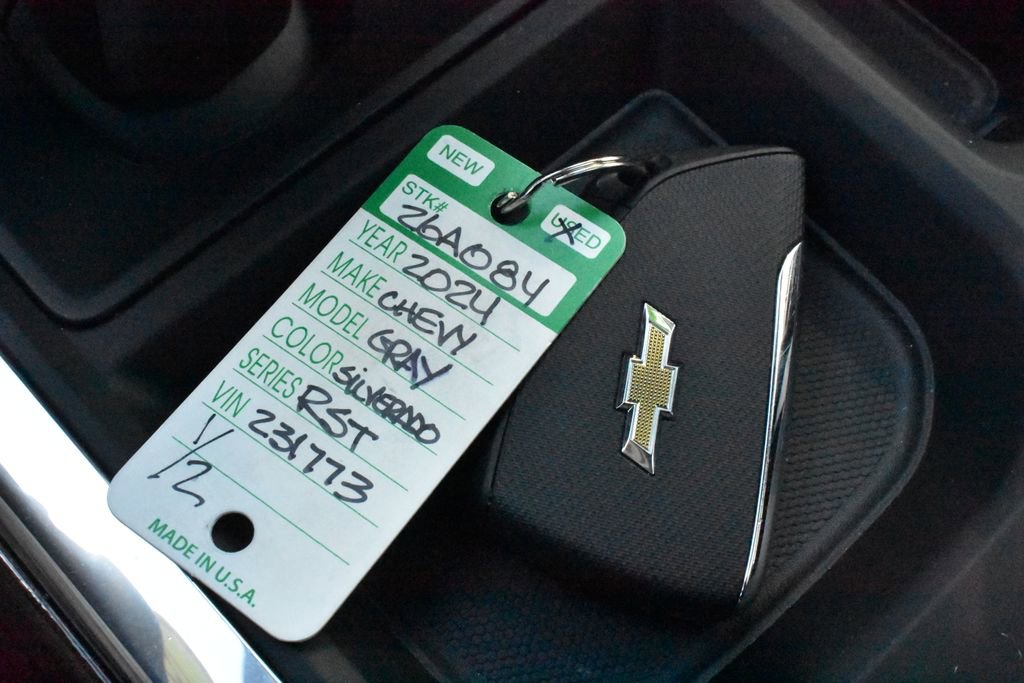 NEW
USED
STK# 26A084
YEAR 2024
MAKE CHEVY
MODEL GRAY
COLOR SILVERADO
SERIES RST
VIN 231773
1/2
MADE IN U.S.A.